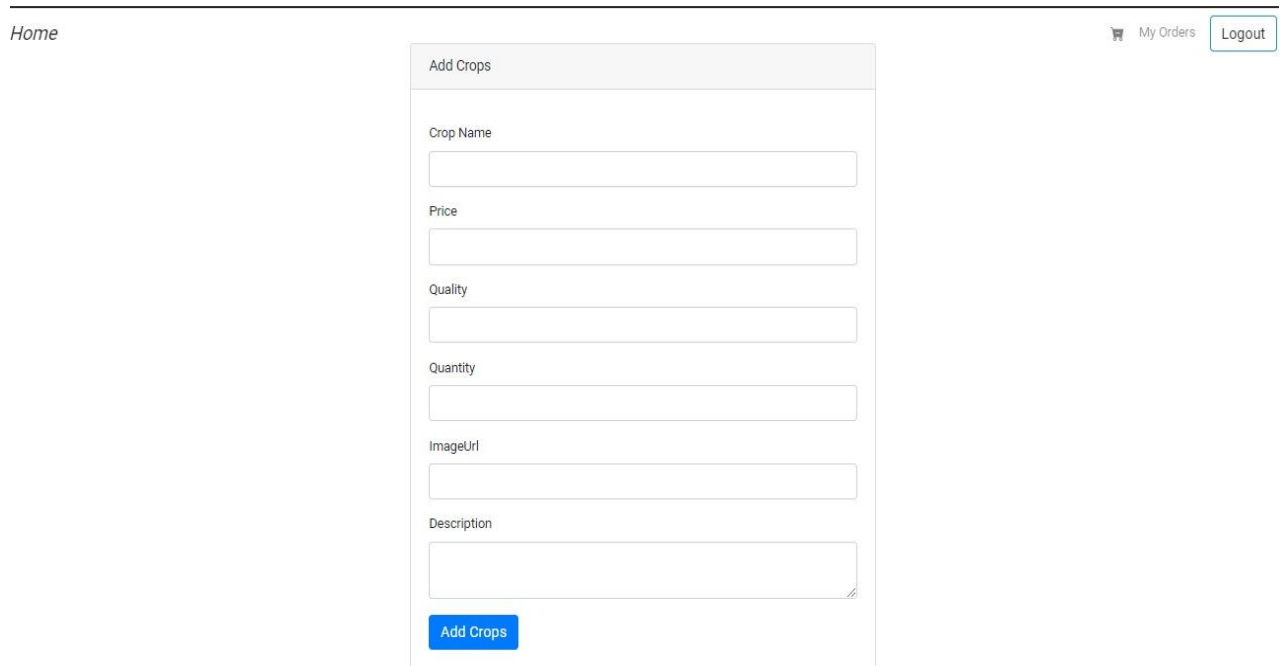 Home
My Orders
Logout
Add Crops
Crop Name
Price
Quality
Quantity
ImageUrl
Description
Add Crops